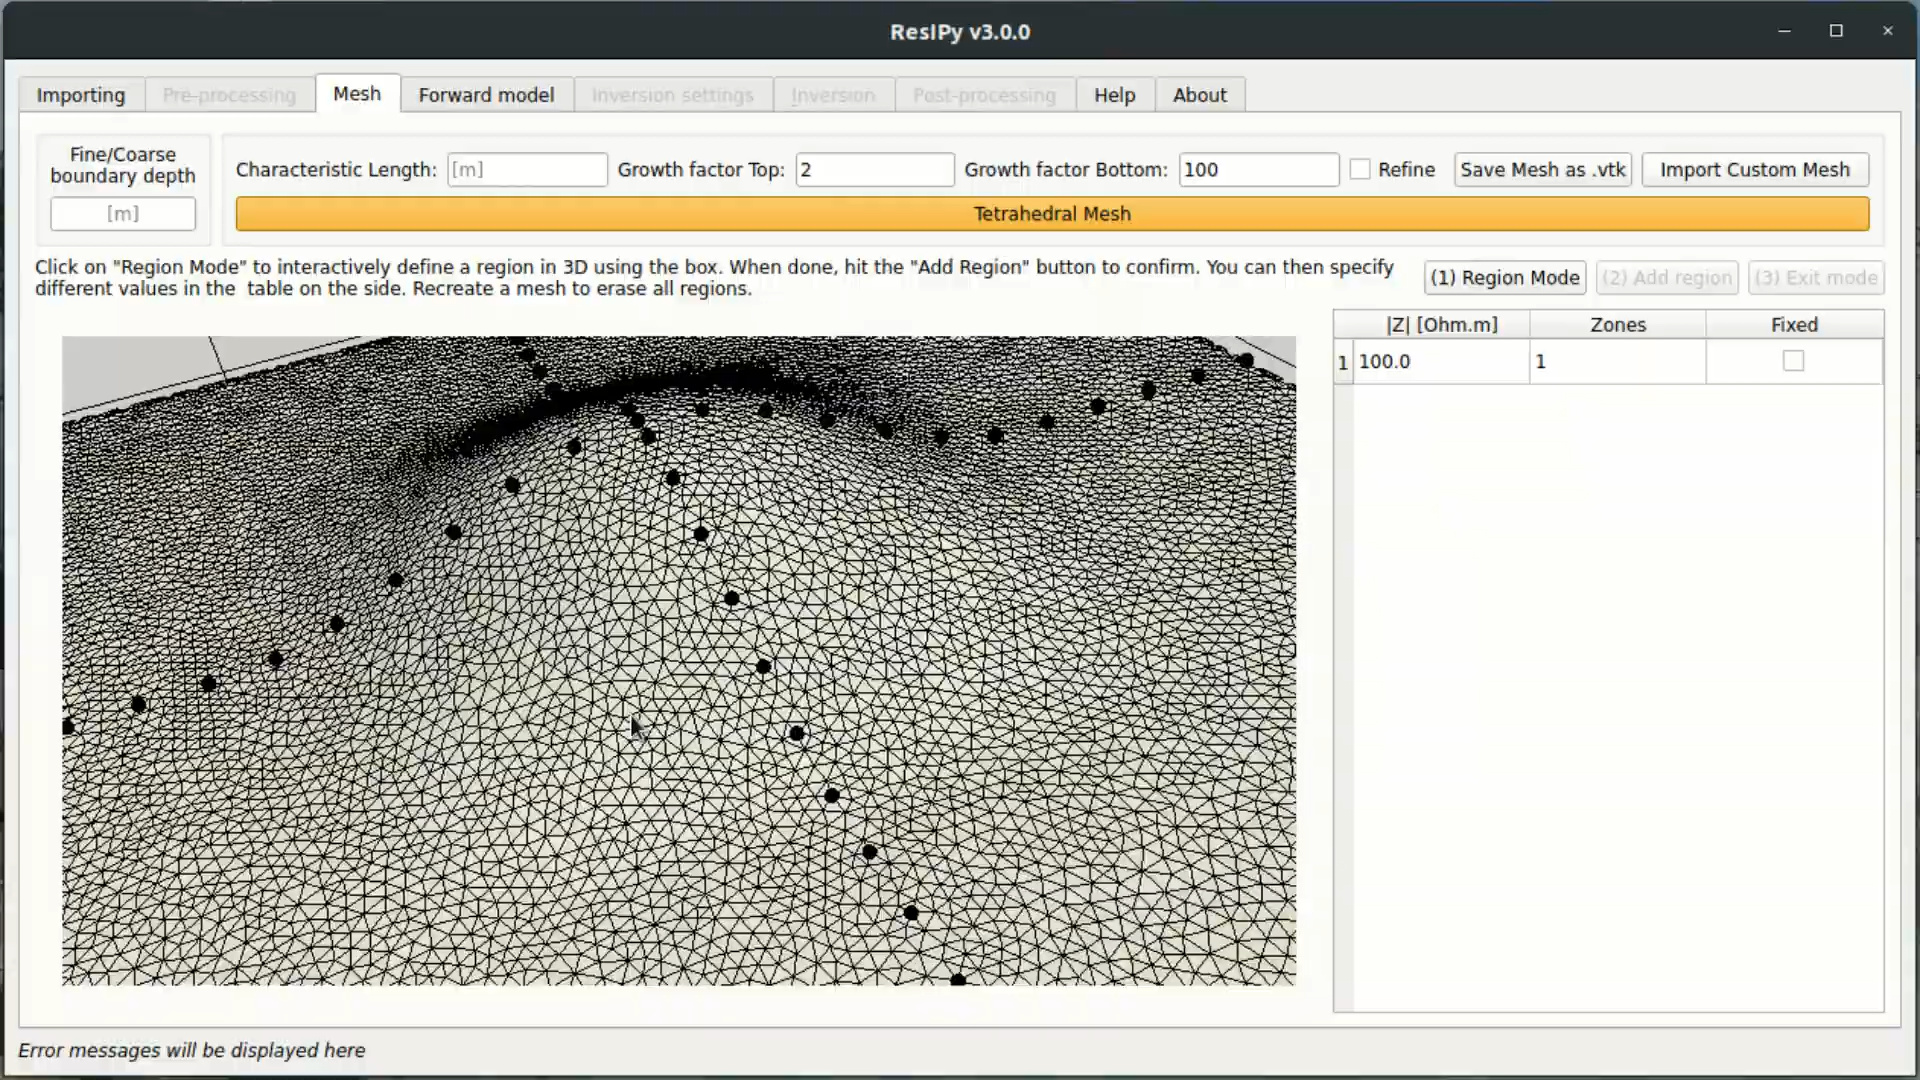 ResIPy v3.0.0
Importing Pre-processing Mesh Forward model Inversion settings Inversion Post-processing Help About
Fine/Coarse
boundary depth
[m]
Characteristic Length: [m] Growth factor Top: 2 Growth factor Bottom: 100 Refine Save Mesh as .vtk Import Custom Mesh
Tetrahedral Mesh
Click on "Region Mode" to interactively define a region in 3D using the box. When done, hit the "Add Region" button to confirm. You can then specify
different values in the  table on the side. Recreate a mesh to erase all regions.
(1) Region Mode (2) Add region (3) Exit mode
|Z| [Ohm.m] Zones Fixed
1 100.0 1
Error messages will be displayed here